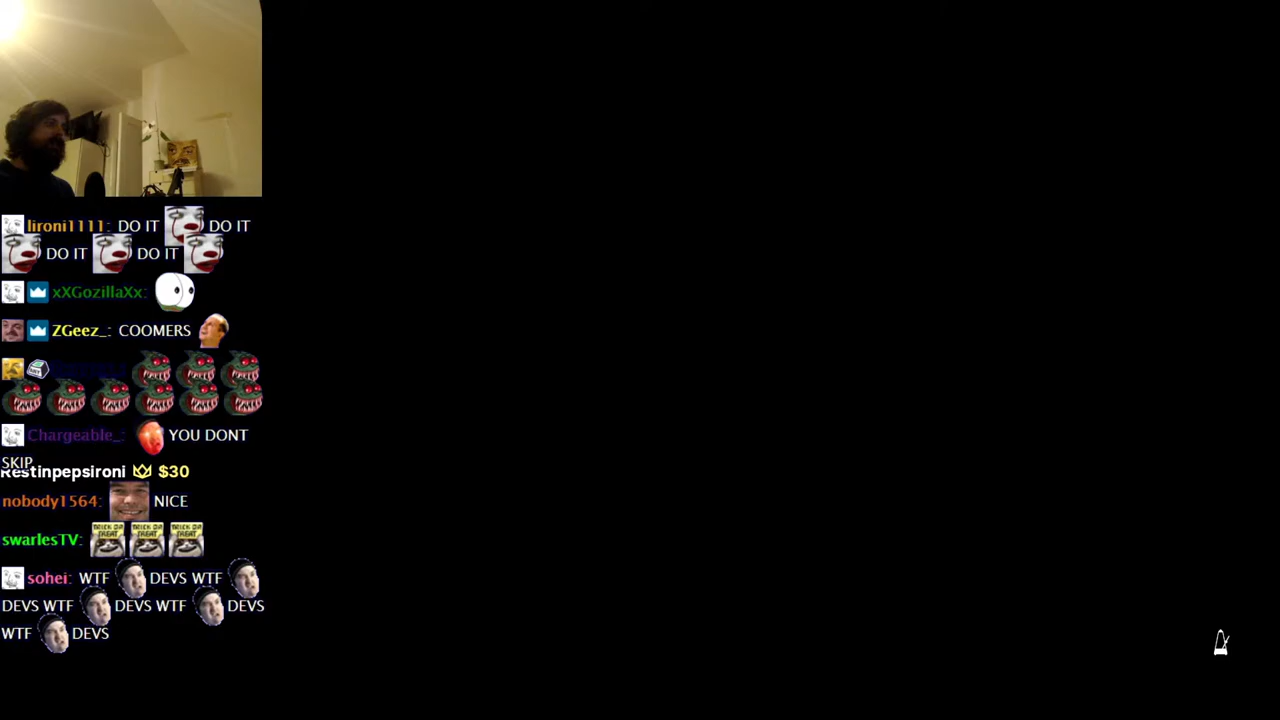 lironi1111: DO IT DO IT
DO IT DO IT
xXGozillaXx:
ZGeez_: COOMERS
Chargeable_: YOU DONT
SKIP
Restinpepsironi $30
nobody1564: NICE
swarlesTV:
sohei: WTF DEVS WTF
DEVS WTF DEVS WTF DEVS
WTF DEVS